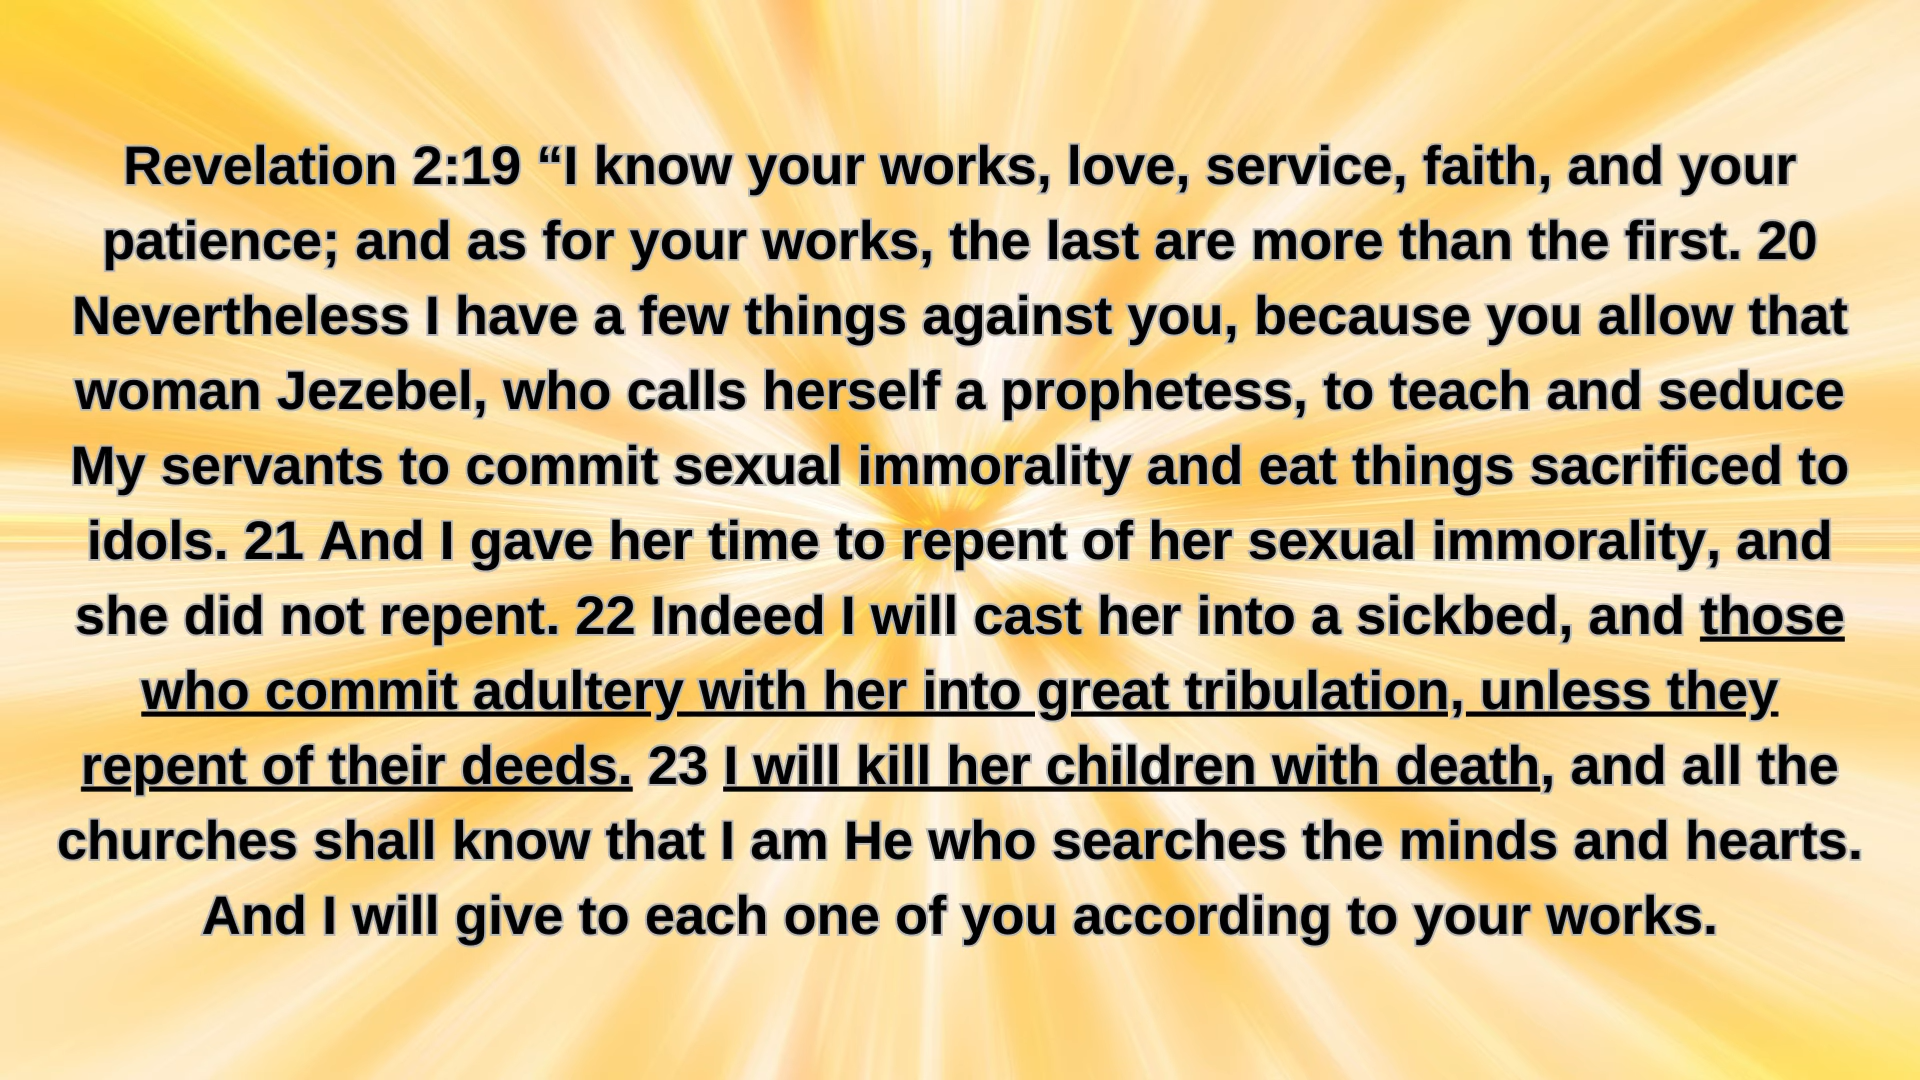 Revelation 2:19 “I know your works, love, service, faith, and your
patience; and as for your works, the last are more than the first. 20
Nevertheless I have a few things against you, because you allow that
woman Jezebel, who calls herself a prophetess, to teach and seduce
My servants to commit sexual immorality and eat things sacrificed to
idols. 21 And I gave her time to repent of her sexual immorality, and
she did not repent. 22 Indeed I will cast her into a sickbed, and those
who commit adultery with her into great tribulation, unless they
repent of their deeds. 23 I will kill her children with death, and all the
churches shall know that I am He who searches the minds and hearts.
And I will give to each one of you according to your works.